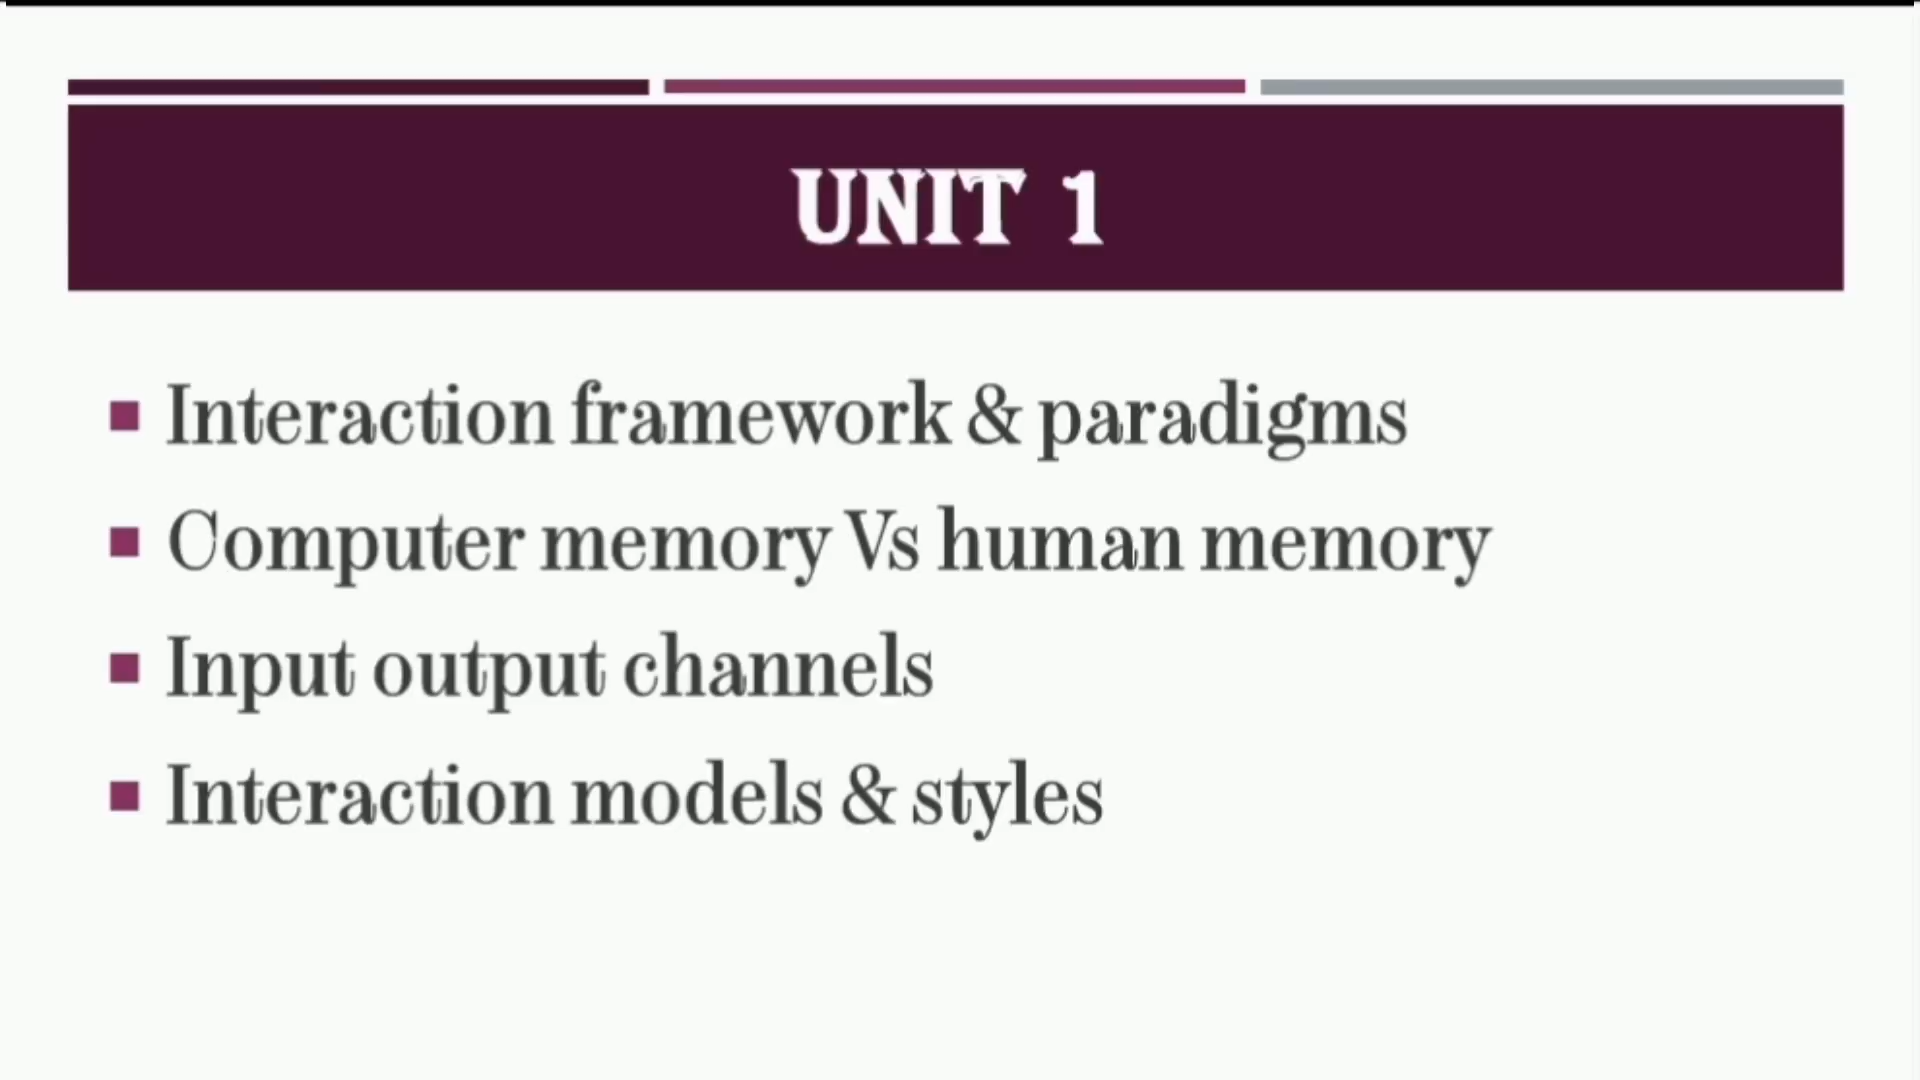 UNIT 1
Interaction framework & paradigms
Computer memory Vs human memory
Input output channels
Interaction models & styles